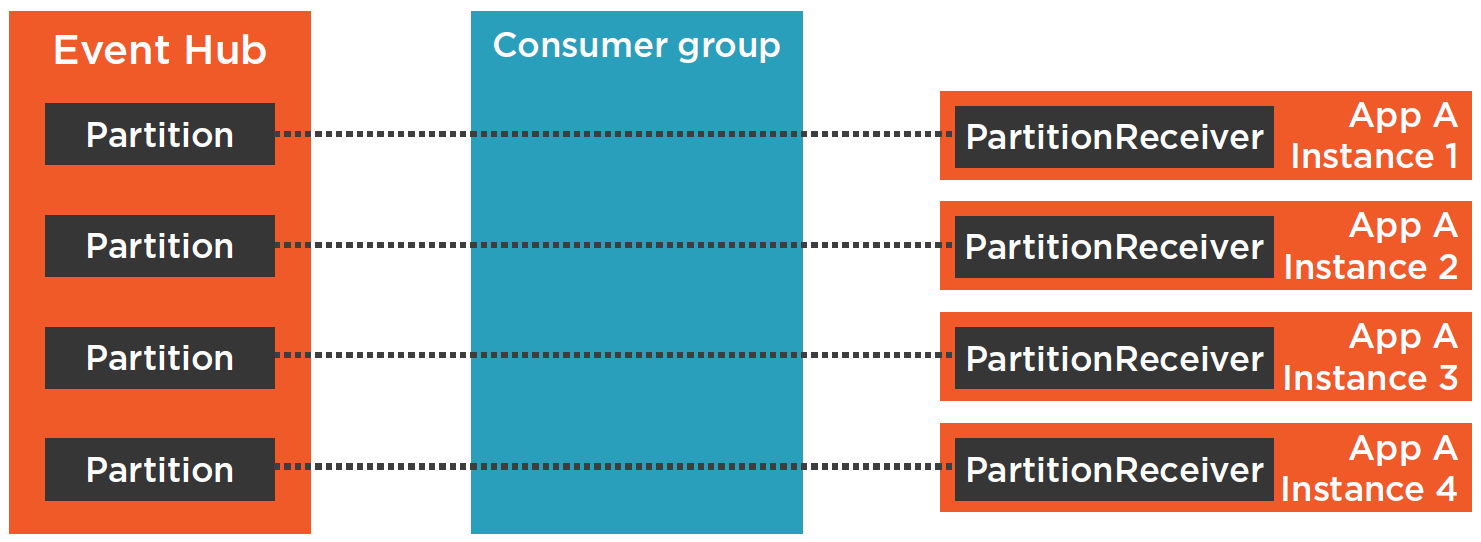 Event Hub
Consumer group
Partition
PartitionReceiver
App A
Instance 1
Partition
PartitionReceiver
App A
Instance 2
Partition
PartitionReceiver
App A
Instance 3
Partition
PartitionReceiver
App A
Instance 4